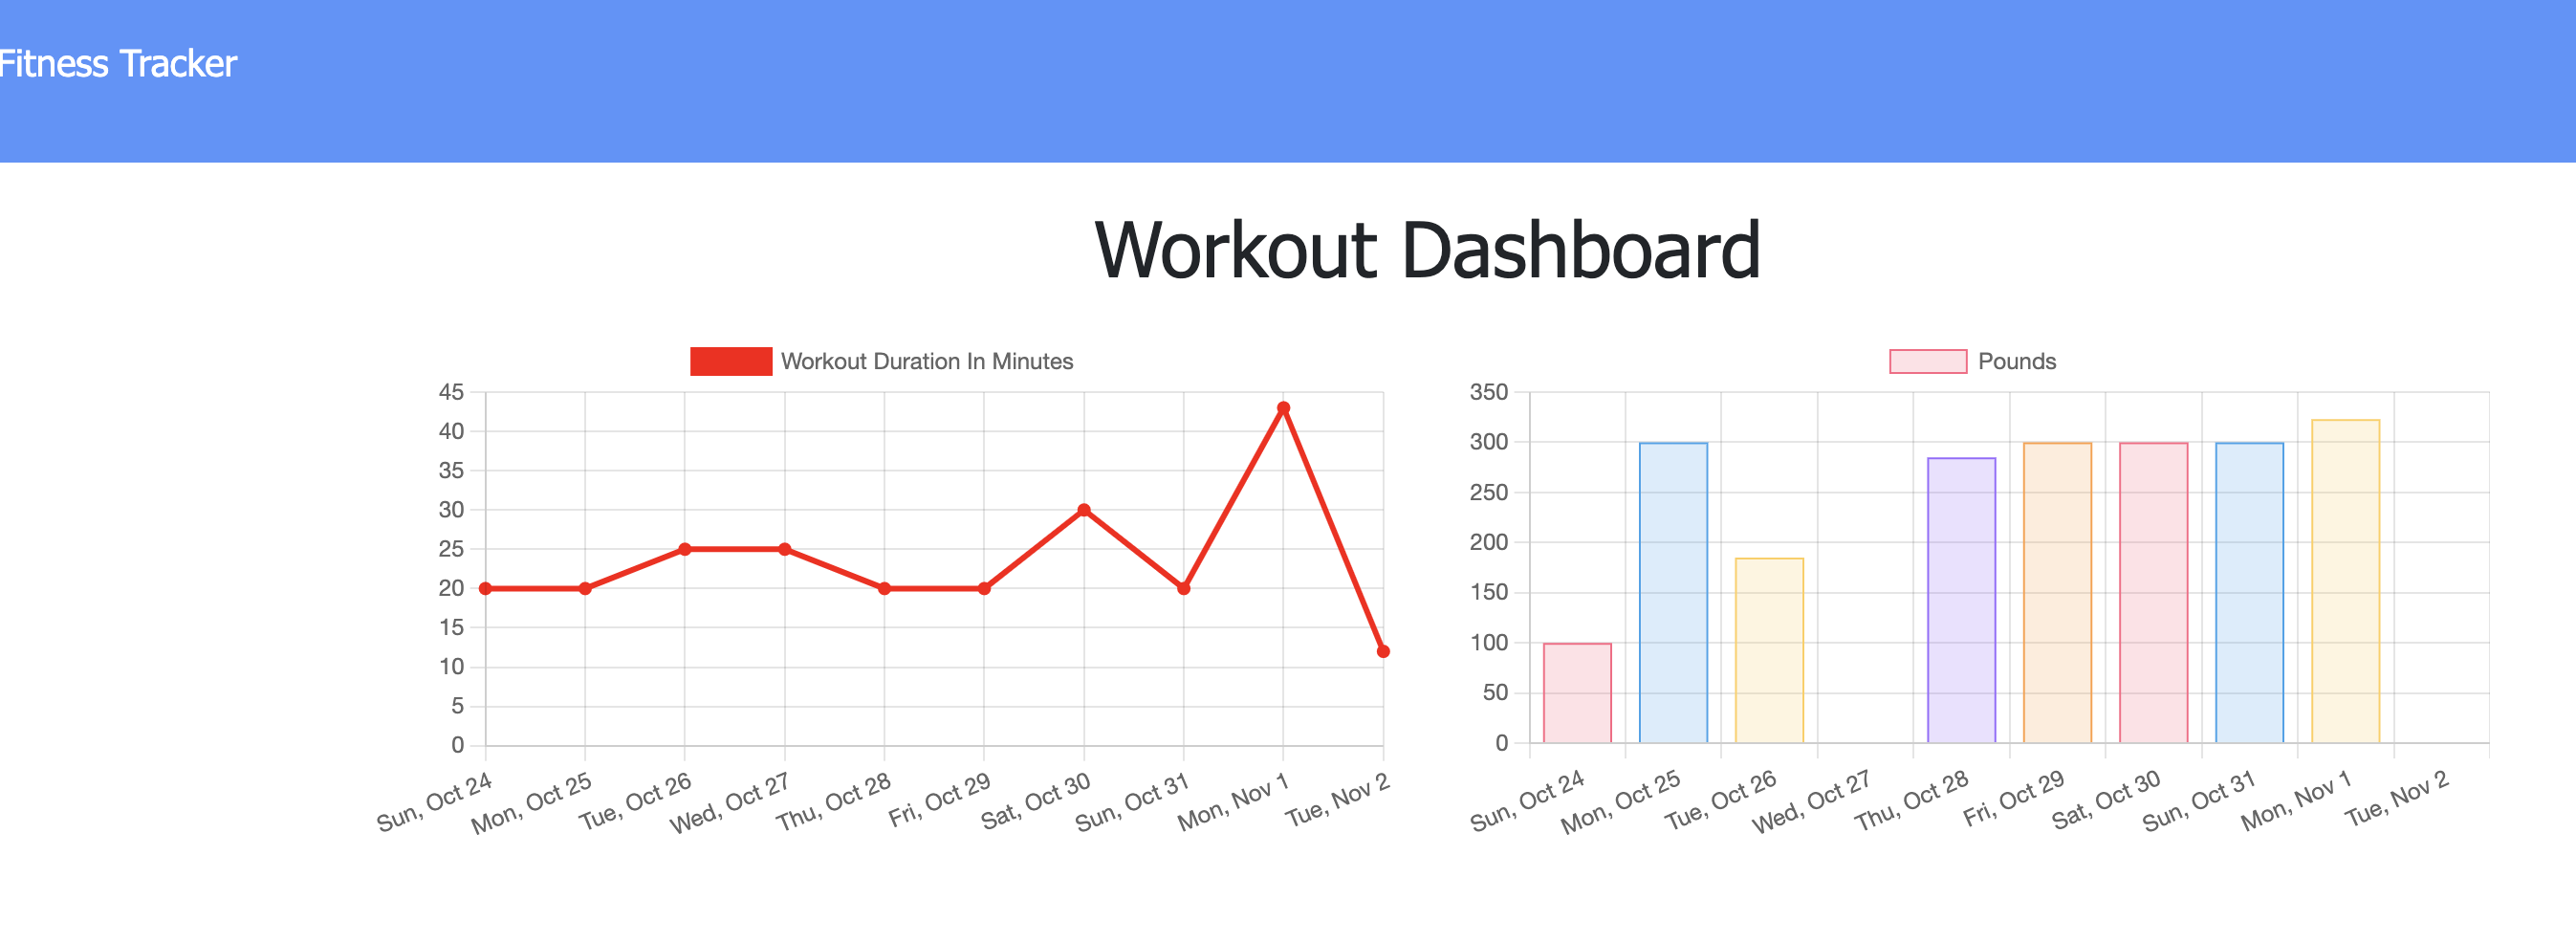 Fitness Tracker
Workout Dashboard
Workout Duration In Minutes
45
40
35
30
25
20
15
10
5
0
Sun, Oct 24
Mon, Oct 25
Tue, Oct 26
Wed, Oct 27
Thu, Oct 28
Fri, Oct 29
Sat, Oct 30
Sun, Oct 31
Mon, Nov 1
Tue, Nov 2
Pounds
350
300
250
200
150
100
50
0
Sun, Oct 24
Mon, Oct 25
Tue, Oct 26
Wed, Oct 27
Thu, Oct 28
Fri, Oct 29
Sat, Oct 30
Sun, Oct 31
Mon, Nov 1
Tue, Nov 2